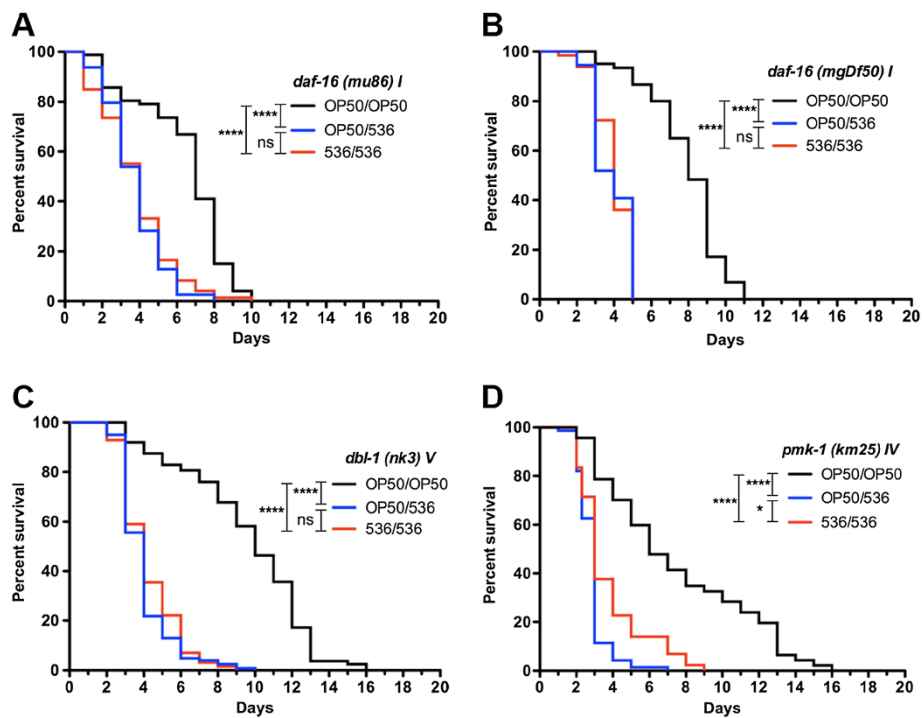 A
daf-16 (mu86) I
OP50/OP50
OP50/536
536/536
****
****
ns
Percent survival
100
80
60
40
20
0
0 2 4 6 8 10 12 14 16 18 20
Days
B
daf-16 (mgDf50) I
OP50/OP50
OP50/536
536/536
****
****
ns
Percent survival
100
80
60
40
20
0
0 2 4 6 8 10 12 14 16 18 20
Days
C
dbl-1 (nk3) V
OP50/OP50
OP50/536
536/536
****
****
ns
Percent survival
100
80
60
40
20
0
0 2 4 6 8 10 12 14 16 18 20
Days
D
pmk-1 (km25) IV
OP50/OP50
OP50/536
536/536
****
****
*
Percent survival
100
80
60
40
20
0
0 2 4 6 8 10 12 14 16 18 20
Days